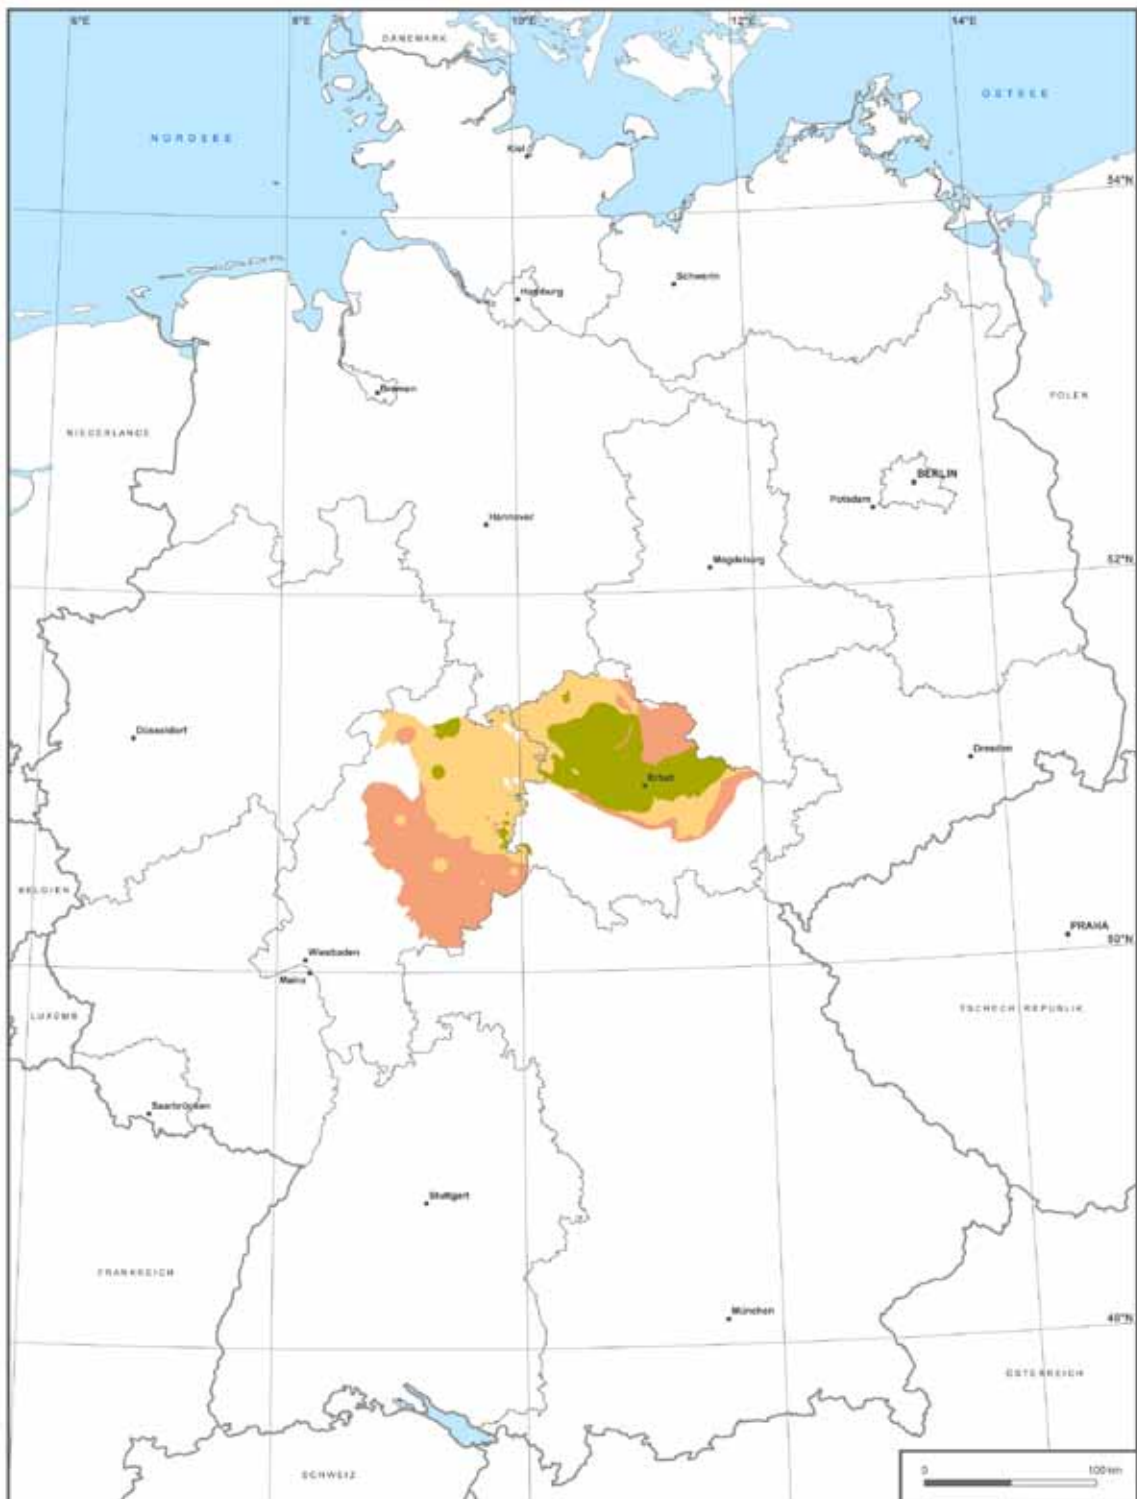 6°E
8°E
10°E
12°E
14°E
DÄNEMARK
OSTSEE
NORDSEE
Kiel
54°N
Schwerin
Hamburg
Bremen
POLEN
NIEDERLANDE
BERLIN
Potsdam
Hannover
52°N
Magdeburg
Düsseldorf
Dresden
Erfurt
BELGIEN
PRAHA
50°N
Wiesbaden
Mainz
LUXEMB
TSCHECH REPUBLIK
Saarbrücken
Stuttgart
FRANKREICH
München
48°N
ÖSTERREICH
0
100 km
SCHWEIZ